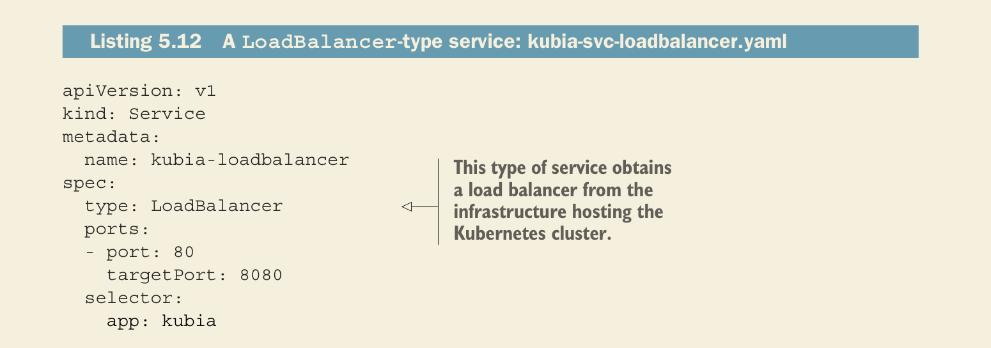 Listing 5.12 A LoadBalancer-type service: kubia-svc-loadbalancer.yaml
apiVersion: v1
kind: Service
metadata:
  name: kubia-loadbalancer
spec:
  type: LoadBalancer
  ports:
  - port: 80
    targetPort: 8080
  selector:
    app: kubia
This type of service obtains
a load balancer from the
infrastructure hosting the
Kubernetes cluster.